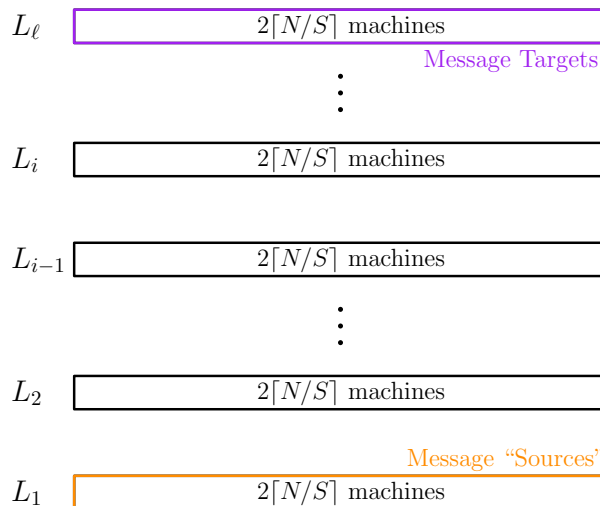 L_ℓ 2⌈N/S⌉ machines
Message Targets
L_i 2⌈N/S⌉ machines
L_{i−1} 2⌈N/S⌉ machines
L_2 2⌈N/S⌉ machines
Message “Sources”
L_1 2⌈N/S⌉ machines